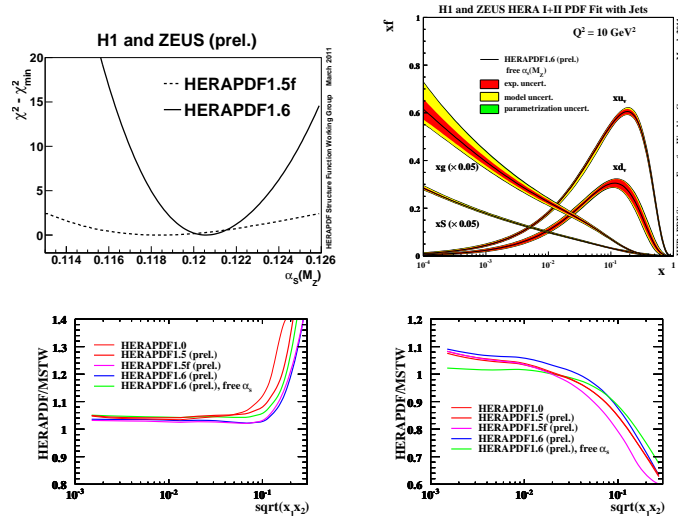 H1 and ZEUS (prel.)
χ² - χ²min
20
15
10
5
0
HERAPDF1.5f
HERAPDF1.6
0.114 0.116 0.118 0.12 0.122 0.124 0.126
αS(MZ)
HERAPDF Structure Function Working Group March 2011
H1 and ZEUS HERA I+II PDF Fit with Jets
xf
1
0.8
0.6
0.4
0.2
0
Q² = 10 GeV²
HERAPDF1.6 (prel.)
free αs(MZ)
exp. uncert.
model uncert.
parametrization uncert.
xuv
xdv
xg (×0.05)
xS (×0.05)
10⁻⁴ 10⁻³ 10⁻² 10⁻¹ 1
x
HERAPDF/MSTW
1.4
1.3
1.2
1.1
1
0.9
0.8
HERAPDF1.0
HERAPDF1.5 (prel.)
HERAPDF1.5f (prel.)
HERAPDF1.6 (prel.)
HERAPDF1.6 (prel.), free αs
10⁻³ 10⁻² 10⁻¹
sqrt(x1x2)
HERAPDF/MSTW
1.2
1.1
1
0.9
0.8
0.7
0.6
HERAPDF1.0
HERAPDF1.5 (prel.)
HERAPDF1.5f (prel.)
HERAPDF1.6 (prel.)
HERAPDF1.6 (prel.), free αs
10⁻³ 10⁻² 10⁻¹
sqrt(x1x2)